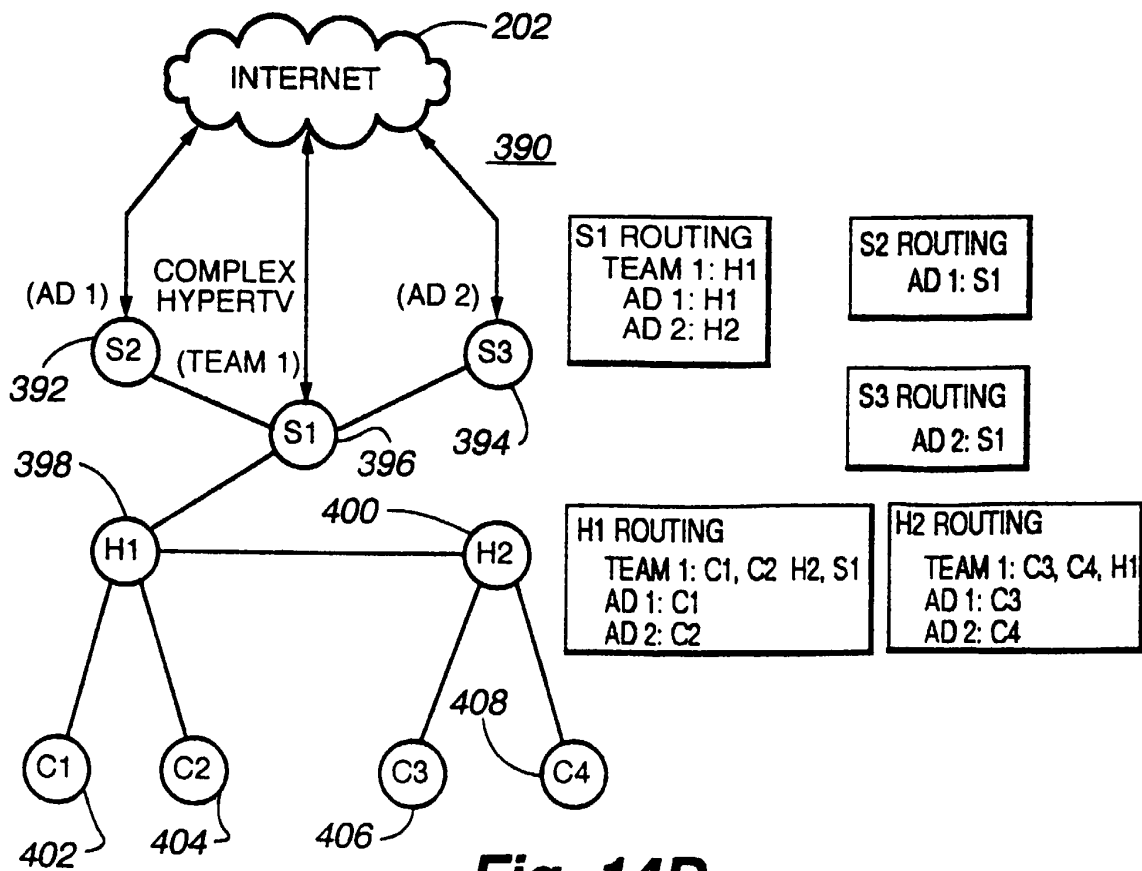 202
INTERNET
390
COMPLEX
HYPERTV
(AD 1)
(AD 2)
S2
(TEAM 1)
S3
392
S1
394
396
398
400
H1
H2
C1
C2
C3
C4
408
402
404
406
S1 ROUTING
TEAM 1: H1
AD 1: H1
AD 2: H2
S2 ROUTING
AD 1: S1
S3 ROUTING
AD 2: S1
H1 ROUTING
TEAM 1: C1, C2 H2, S1
AD 1: C1
AD 2: C2
H2 ROUTING
TEAM 1: C3, C4, H1
AD 1: C3
AD 2: C4